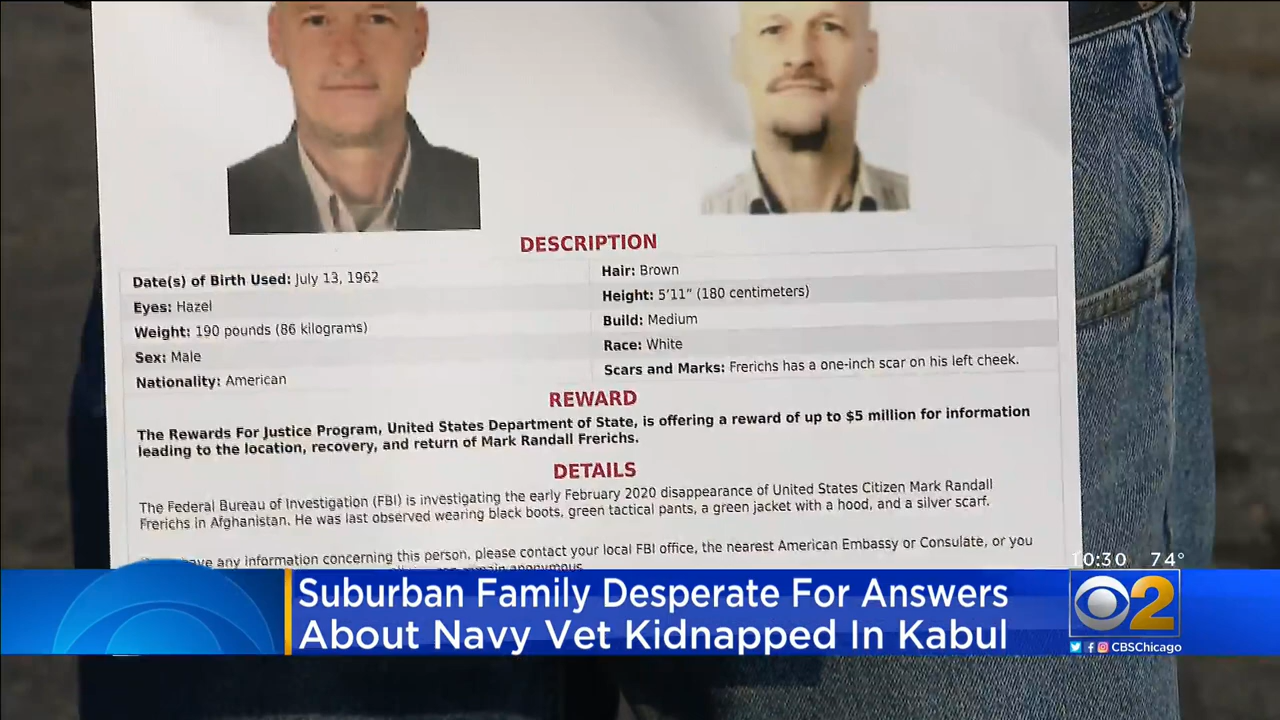 DESCRIPTION
Date(s) of Birth Used: July 13, 1962
Hair: Brown
Eyes: Hazel
Height: 5'11" (180 centimeters)
Weight: 190 pounds (86 kilograms)
Build: Medium
Sex: Male
Race: White
Nationality: American
Scars and Marks: Frerichs has a one-inch scar on his left cheek.
REWARD
The Rewards For Justice Program, United States Department of State, is offering a reward of up to $5 million for information
leading to the location, recovery, and return of Mark Randall Frerichs.
DETAILS
The Federal Bureau of Investigation (FBI) is investigating the early February 2020 disappearance of United States Citizen Mark Randall
Frerichs in Afghanistan. He was last observed wearing black boots, green tactical pants, a green jacket with a hood, and a silver scarf.
have any information concerning this person, please contact your local FBI office, the nearest American Embassy or Consulate, or you
remain anonymous.
10:30 74°
Suburban Family Desperate For Answers
About Navy Vet Kidnapped In Kabul
2
CBSChicago